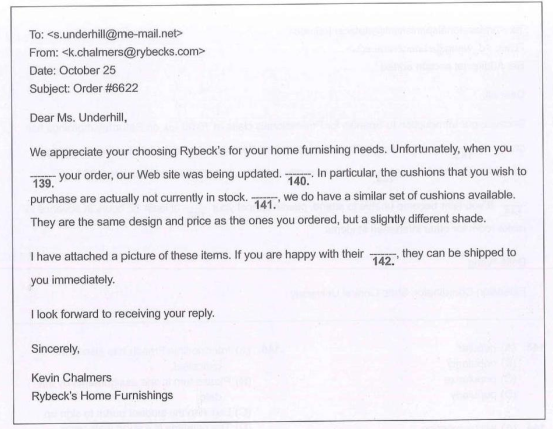 To: <s.underhill@me-mail.net>
From: <k.chalmers@rybecks.com>
Date: October 25
Subject: Order #6622
Dear Ms. Underhill,
We appreciate your choosing Rybeck's for your home furnishing needs. Unfortunately, when you
------- 139. your order, our Web site was being updated. ------- 140. . In particular, the cushions that you wish to
purchase are actually not currently in stock. ------- 141. , we do have a similar set of cushions available.
They are the same design and price as the ones you ordered, but a slightly different shade.
I have attached a picture of these items. If you are happy with their ------- 142. , they can be shipped to
you immediately.
I look forward to receiving your reply.
Sincerely,
Kevin Chalmers
Rybeck's Home Furnishings